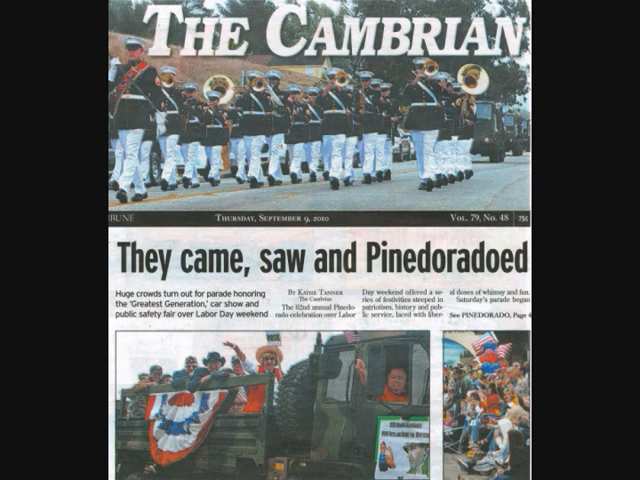 THE CAMBRIAN
THURSDAY, SEPTEMBER 9, 2010
VOL. 79, No. 48
75¢
They came, saw and Pinedoradoed
Huge crowds turn out for parade honoring
the 'Greatest Generation,' car show and
public safety fair over Labor Day weekend
BY KATHE TANNER
The Cambrian
The 62nd annual Pinedo-
rado celebration over Labor
Day weekend offered a se-
ries of festivities steeped in
patriotism, history and pub-
lic service, laced with liber-
al doses of whimsy and fun.
Saturday's parade began
See PINEDORADO, Page